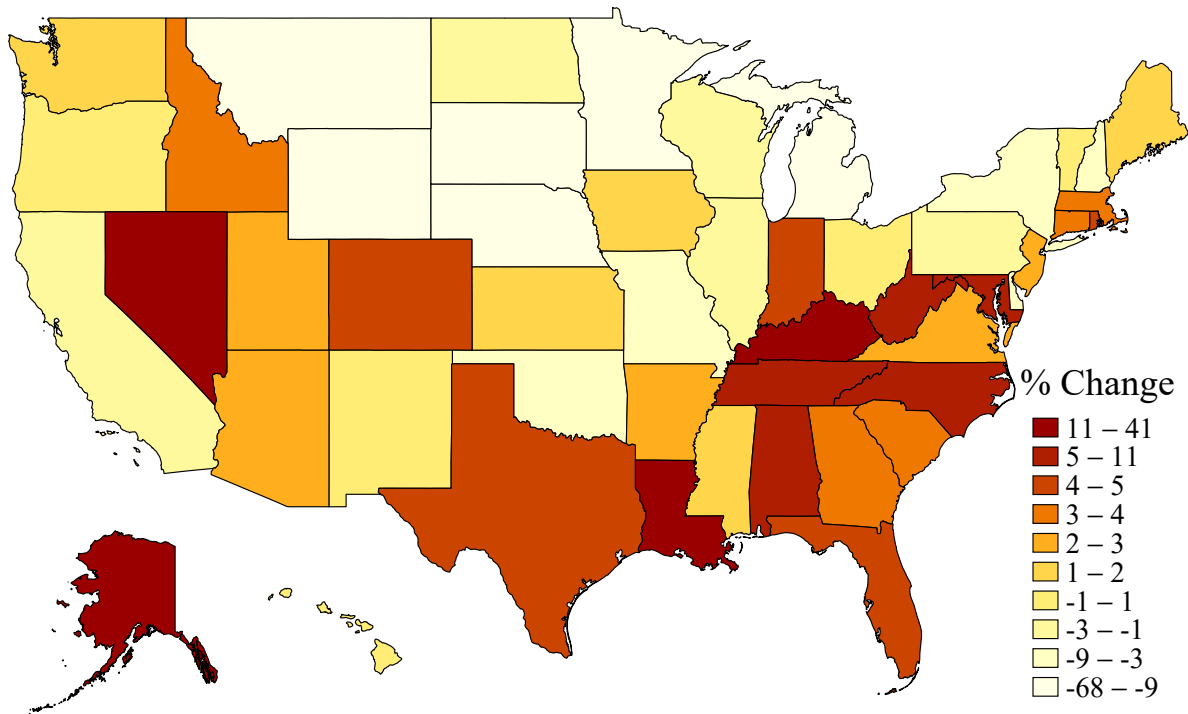 % Change
11 – 41
5 – 11
4 – 5
3 – 4
2 – 3
1 – 2
-1 – 1
-3 – -1
-9 – -3
-68 – -9